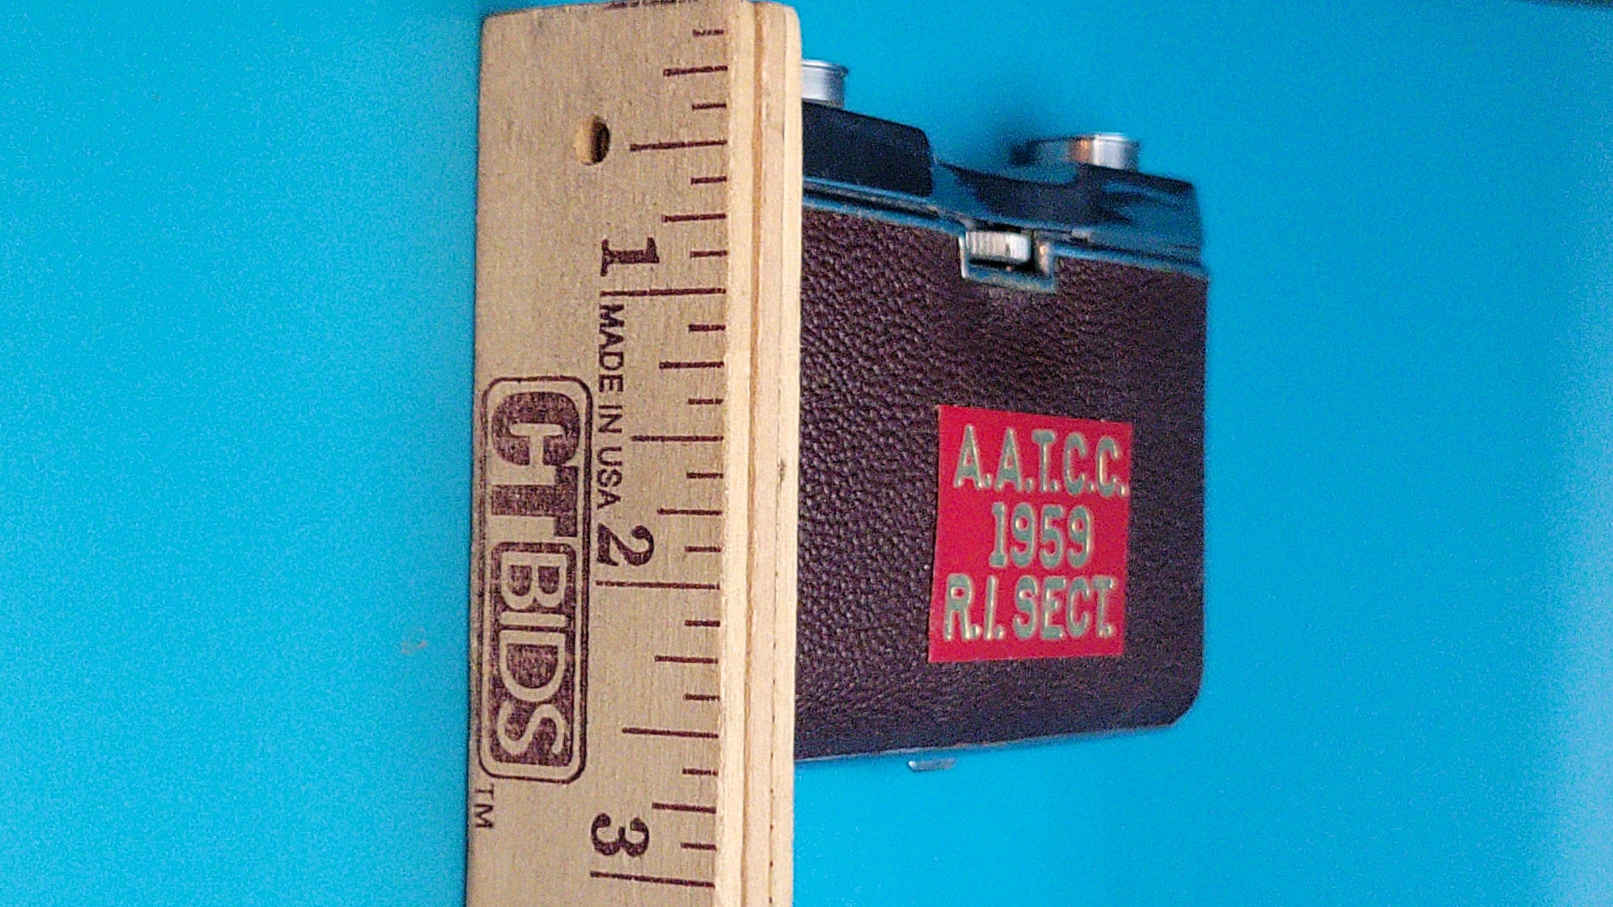 1
MADE IN USA
2
3
CTBIDS
TM
A.A.T.C.C.
1959
R.I. SECT.